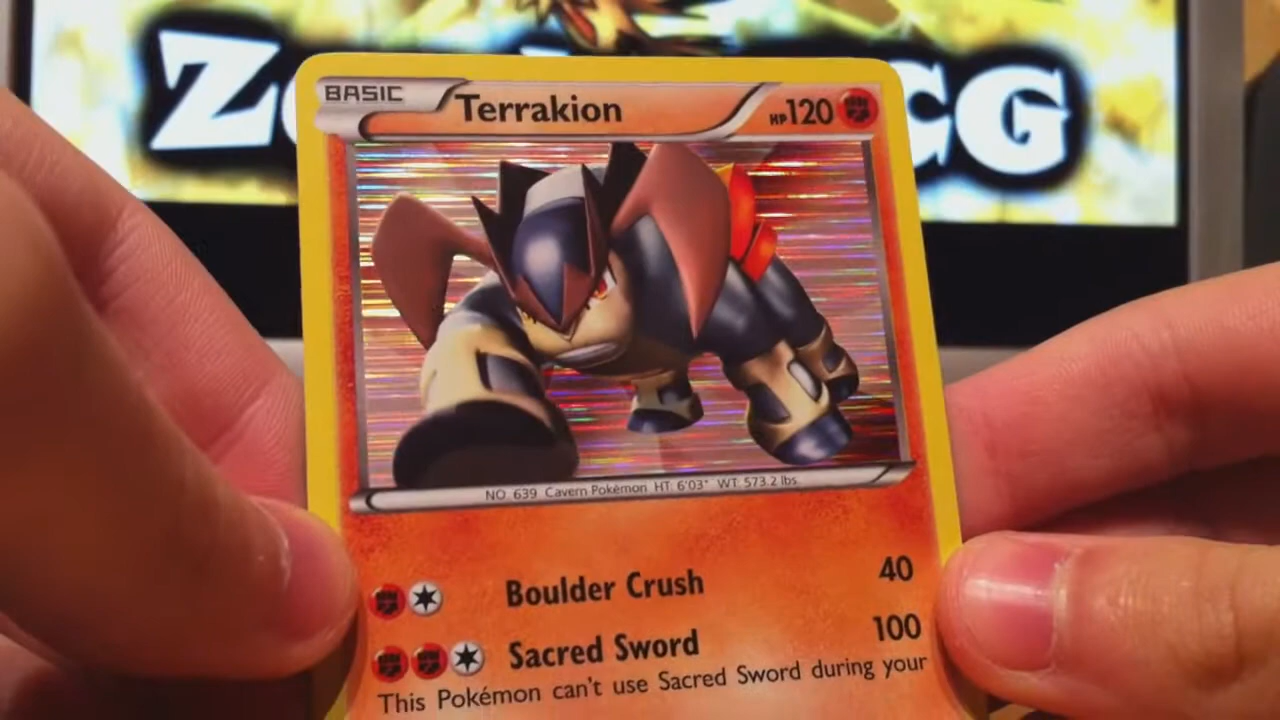 Z CG
BASIC Terrakion HP120
NO. 639 Cavern Pokémon HT: 6'03" WT: 573.2 lbs.
Boulder Crush 40
Sacred Sword 100
This Pokémon can't use Sacred Sword during your